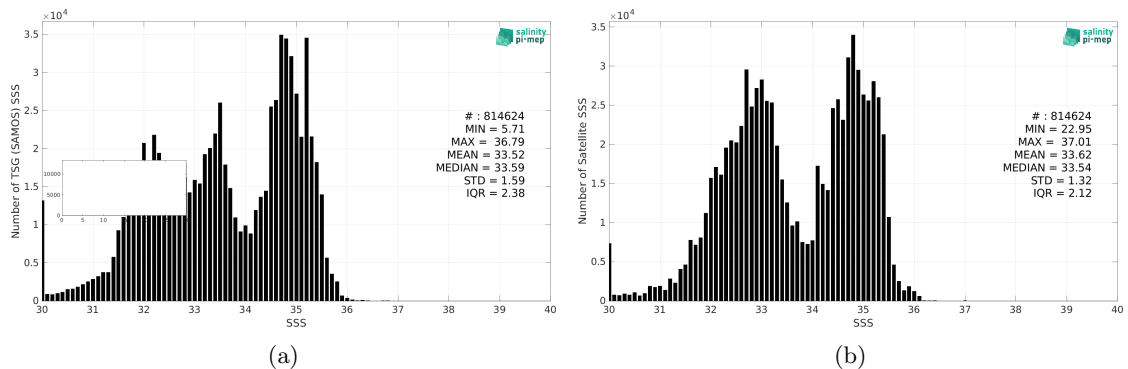 ×10⁴
3.5
3
2.5
2
1.5
1
0.5
0
Number of TSG (SAMOS) SSS
10000
5000
0
0 5 10
30 31 32 33 34 35 36 37 38 39 40
SSS
salinity
pi-mep
# : 814624
MIN = 5.71
MAX = 36.79
MEAN = 33.52
MEDIAN = 33.59
STD = 1.59
IQR = 2.38
(a)
×10⁴
3.5
3
2.5
2
1.5
1
0.5
0
Number of Satellite SSS
30 31 32 33 34 35 36 37 38 39 40
SSS
salinity
pi-mep
# : 814624
MIN = 22.95
MAX = 37.01
MEAN = 33.62
MEDIAN = 33.54
STD = 1.32
IQR = 2.12
(b)